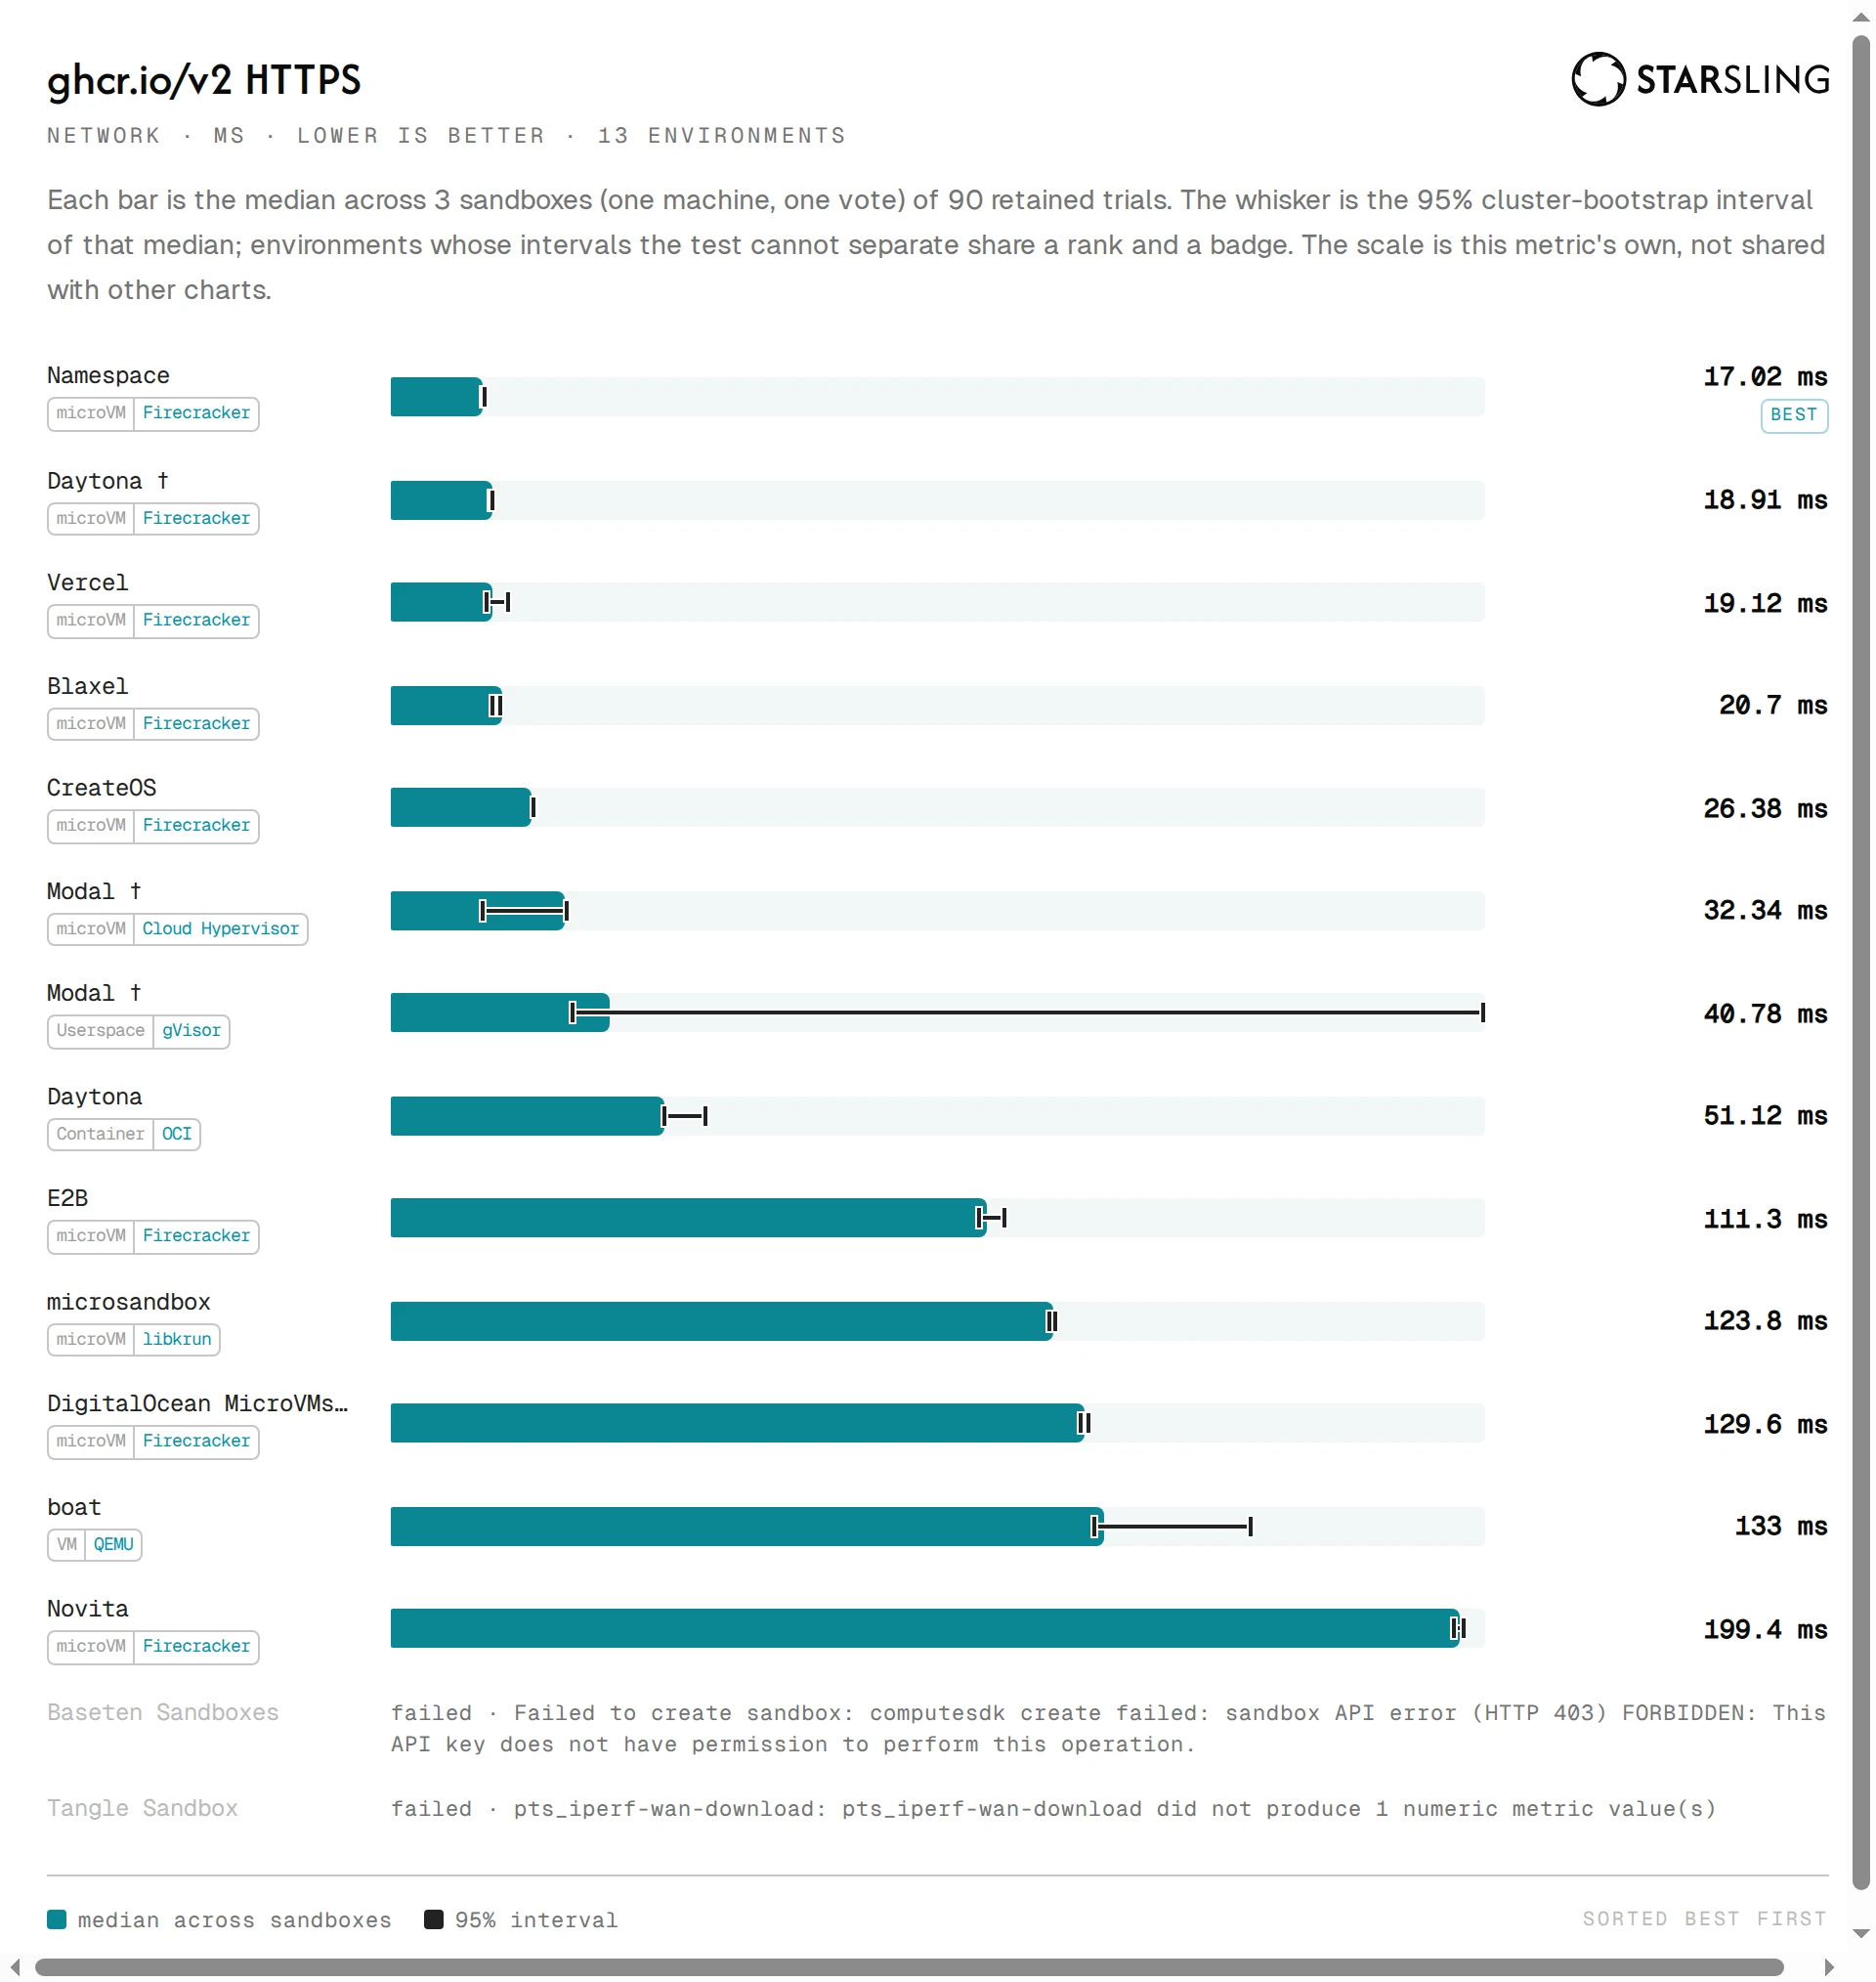 ghcr.io/v2 HTTPS
STARSLING
NETWORK · MS · LOWER IS BETTER · 13 ENVIRONMENTS
Each bar is the median across 3 sandboxes (one machine, one vote) of 90 retained trials. The whisker is the 95% cluster-bootstrap interval
of that median; environments whose intervals the test cannot separate share a rank and a badge. The scale is this metric's own, not shared
with other charts.
Namespace
microVM Firecracker
17.02 ms
BEST
Daytona †
microVM Firecracker
18.91 ms
Vercel
microVM Firecracker
19.12 ms
Blaxel
microVM Firecracker
20.7 ms
CreateOS
microVM Firecracker
26.38 ms
Modal †
microVM Cloud Hypervisor
32.34 ms
Modal †
Userspace gVisor
40.78 ms
Daytona
Container OCI
51.12 ms
E2B
microVM Firecracker
111.3 ms
microsandbox
microVM libkrun
123.8 ms
DigitalOcean MicroVMs…
microVM Firecracker
129.6 ms
boat
VM QEMU
133 ms
Novita
microVM Firecracker
199.4 ms
Baseten Sandboxes
failed · Failed to create sandbox: computesdk create failed: sandbox API error (HTTP 403) FORBIDDEN: This
API key does not have permission to perform this operation.
Tangle Sandbox
failed · pts_iperf-wan-download: pts_iperf-wan-download did not produce 1 numeric metric value(s)
median across sandboxes
95% interval
SORTED BEST FIRST